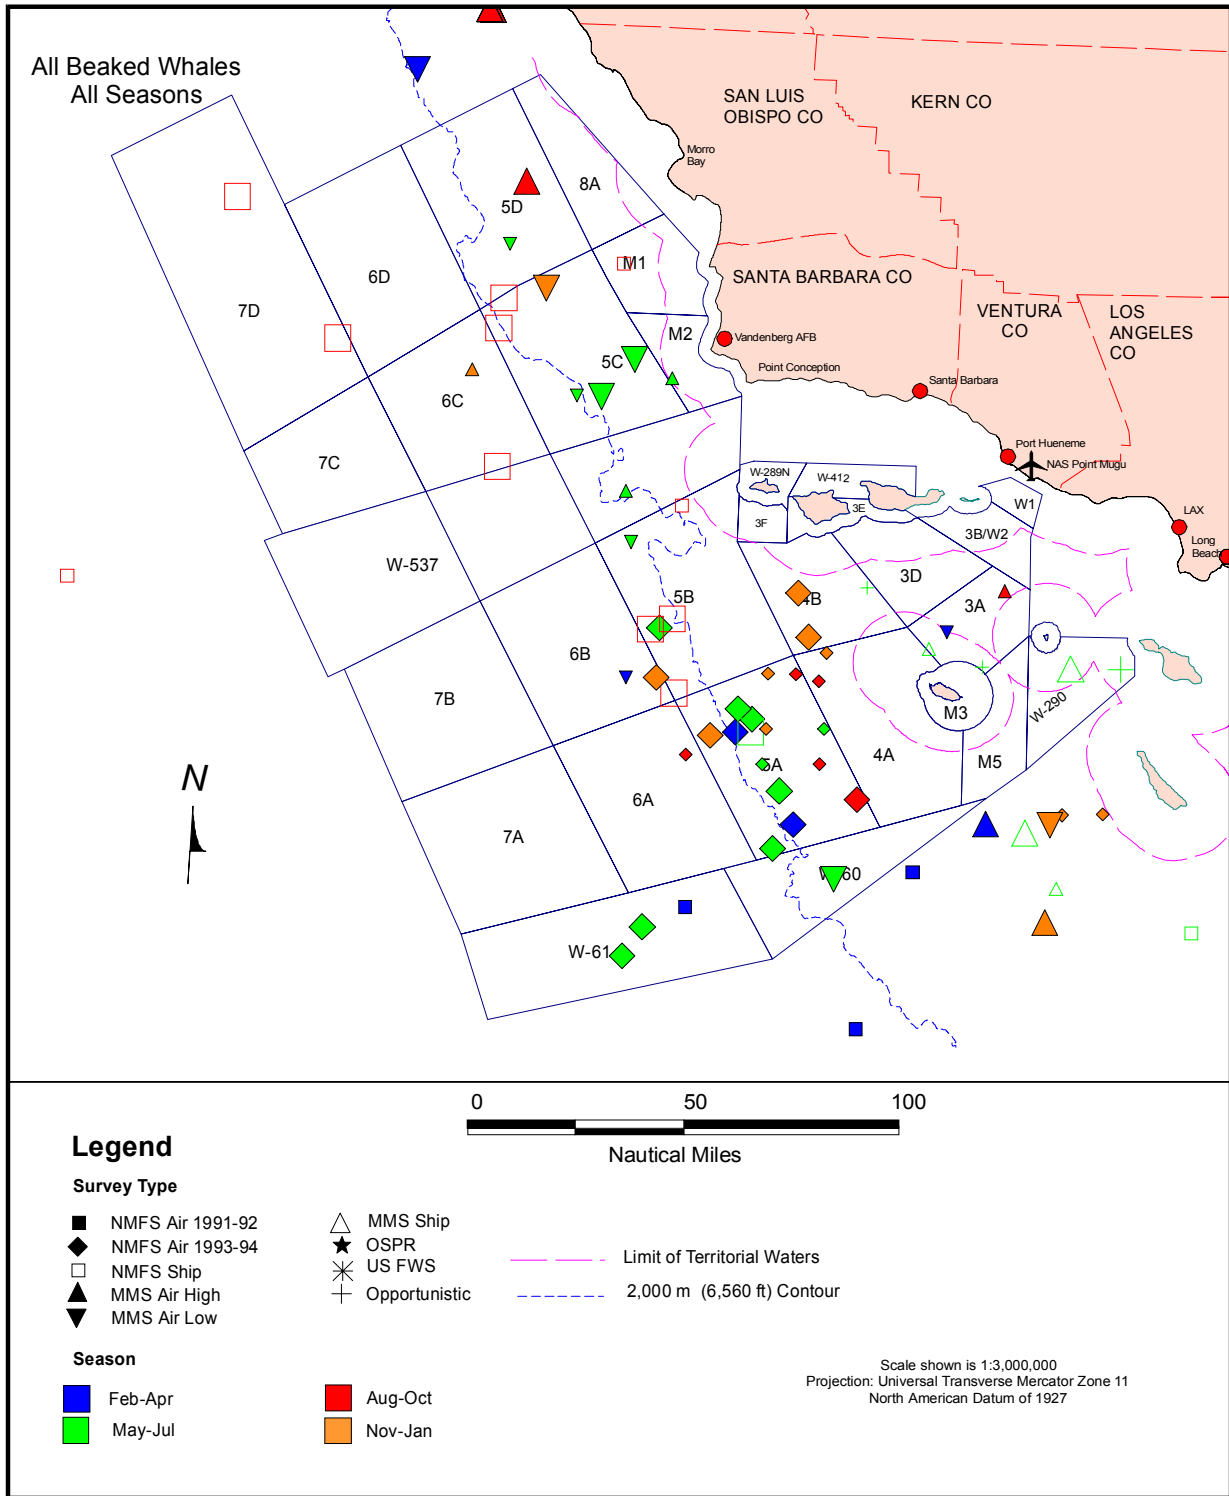 All Beaked Whales
All Seasons
SAN LUIS
OBISPO CO
KERN CO
Morro
Bay
8A
5D
M1
6D
7D
SANTA BARBARA CO
VENTURA
CO
LOS
ANGELES
CO
M2
Vandenberg AFB
5C
Point Conception
Santa Barbara
6C
7C
Port Hueneme
NAS Point Mugu
W-289N
W-412
3E
3F
W1
LAX
Long
Beach
3B/W2
W-537
3D
5B
4B
3A
6B
7B
M3
W-290
4A
M5
5A
N
6A
7A
W-60
W-61
0
50
100
Nautical Miles
Legend
Survey Type
NMFS Air 1991-92
NMFS Air 1993-94
NMFS Ship
MMS Air High
MMS Air Low
MMS Ship
OSPR
US FWS
Opportunistic
Limit of Territorial Waters
2,000 m (6,560 ft) Contour
Season
Feb-Apr
May-Jul
Aug-Oct
Nov-Jan
Scale shown is 1:3,000,000
Projection: Universal Transverse Mercator Zone 11
North American Datum of 1927